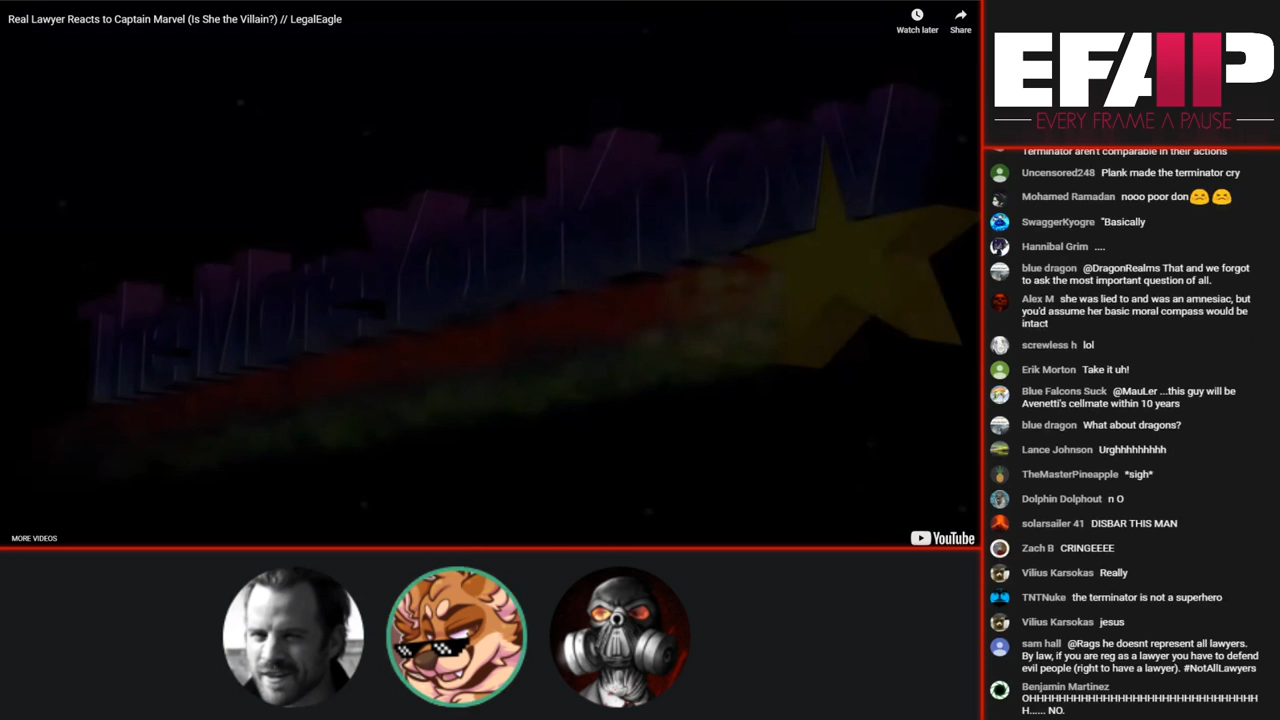 Real Lawyer Reacts to Captain Marvel (Is She the Villain?) // LegalEagle
Watch later
Share
The More You Know
MORE VIDEOS
YouTube
EFAP
EVERY FRAME A PAUSE
Terminator aren't comparable in their actions
Uncensored248 Plank made the terminator cry
Mohamed Ramadan nooo poor don
SwaggerKyogre "Basically
Hannibal Grim ....
blue dragon @DragonRealms That and we forgot
to ask the most important question of all.
Alex M she was lied to and was an amnesiac, but
you'd assume her basic moral compass would be
intact
screwless h lol
Erik Morton Take it uh!
Blue Falcons Suck @MauLer ...this guy will be
Avenetti's cellmate within 10 years
blue dragon What about dragons?
Lance Johnson Urghhhhhhhhh
TheMasterPineapple *sigh*
Dolphin Dolphout n O
solarsailer 41 DISBAR THIS MAN
Zach B CRINGEEEE
Vilius Karsokas Really
TNTNuke the terminator is not a superhero
Vilius Karsokas jesus
sam hall @Rags he doesnt represent all lawyers.
By law, if you are reg as a lawyer you have to defend
evil people (right to have a lawyer). #NotAllLawyers
Benjamin Martinez
OHHHHHHHHHHHHHHHHHHHHHHHHHHHHHHH
H...... NO.